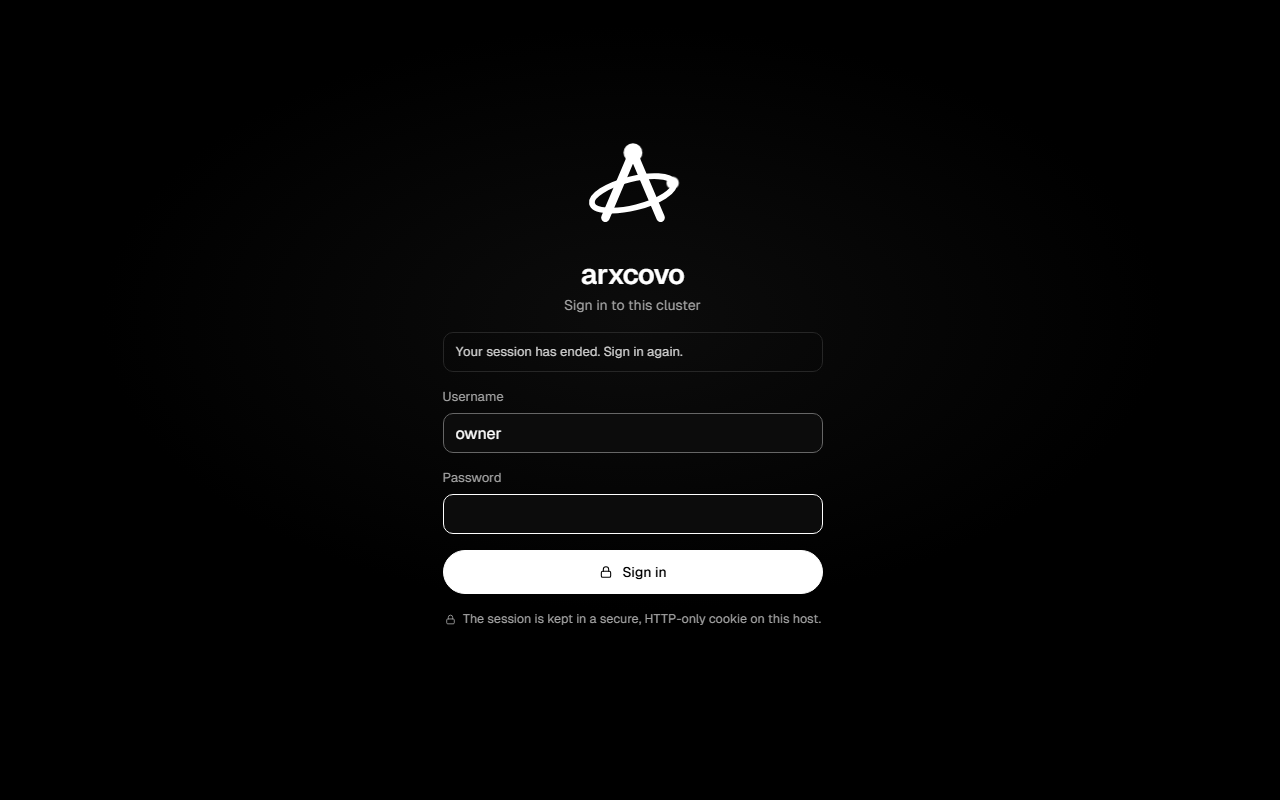 arxcovo
Sign in to this cluster
Your session has ended. Sign in again.
Username
owner
Password
Sign in
The session is kept in a secure, HTTP-only cookie on this host.